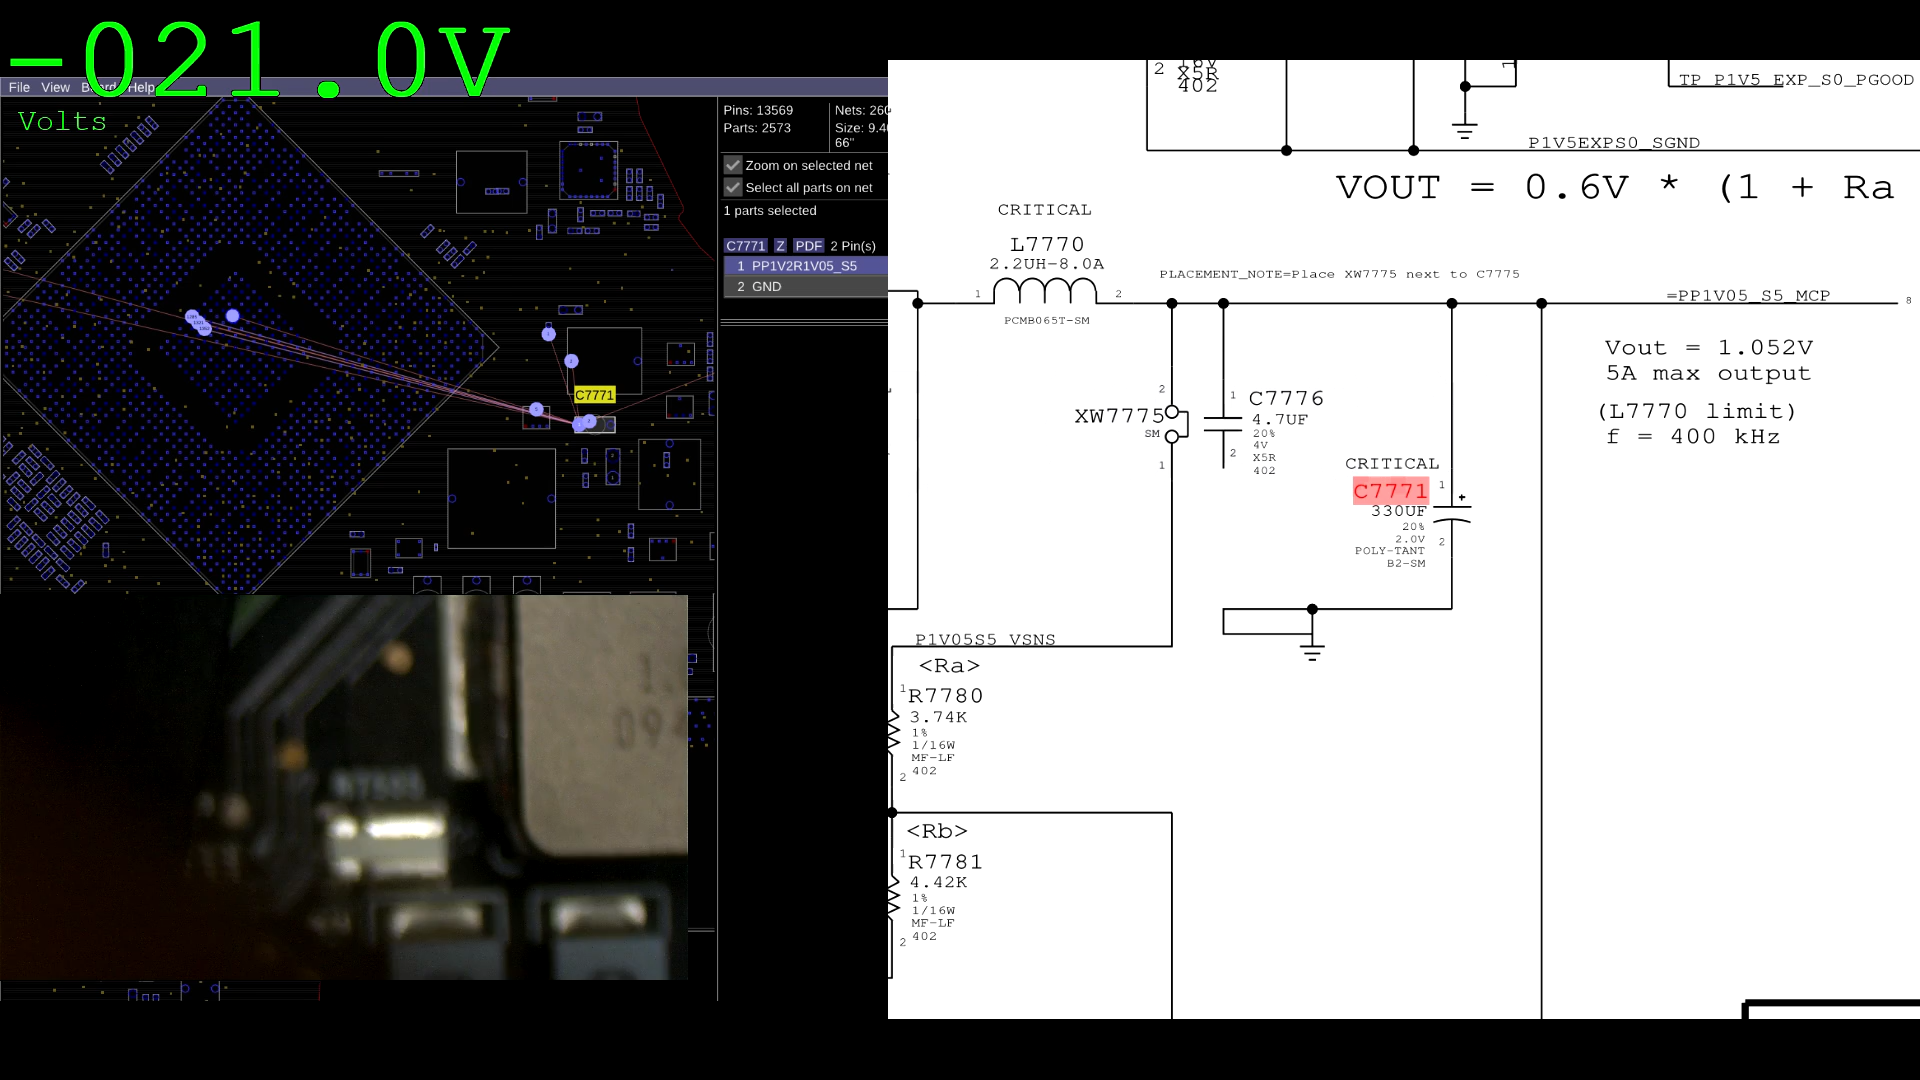 -021.0V
Volts
File View Board Help
Pins: 13569
Parts: 2573
Nets: 260
Size: 9.4
66"
Zoom on selected net
Select all parts on net
1 parts selected
C7771 Z PDF 2 Pin(s)
1 PP1V2R1V05_S5
2 GND
C7771
2
16V
X5R
402
1
TP_P1V5_EXP_S0_PGOOD
P1V5EXPS0_SGND
VOUT = 0.6V * (1 + Ra
CRITICAL
L7770
2.2UH-8.0A
1 2
PCMB065T-SM
PLACEMENT_NOTE=Place XW7775 next to C7775
=PP1V05_S5_MCP 8
Vout = 1.052V
5A max output
(L7770 limit)
f = 400 kHz
2
XW7775
SM
1
1
C7776
4.7UF
20%
4V
X5R
402
2
CRITICAL
C7771
1
+
330UF
20%
2.0V
POLY-TANT
B2-SM
2
P1V05S5_VSNS
<Ra>
1
R7780
3.74K
1%
1/16W
MF-LF
402
2
<Rb>
1
R7781
4.42K
1%
1/16W
MF-LF
402
2